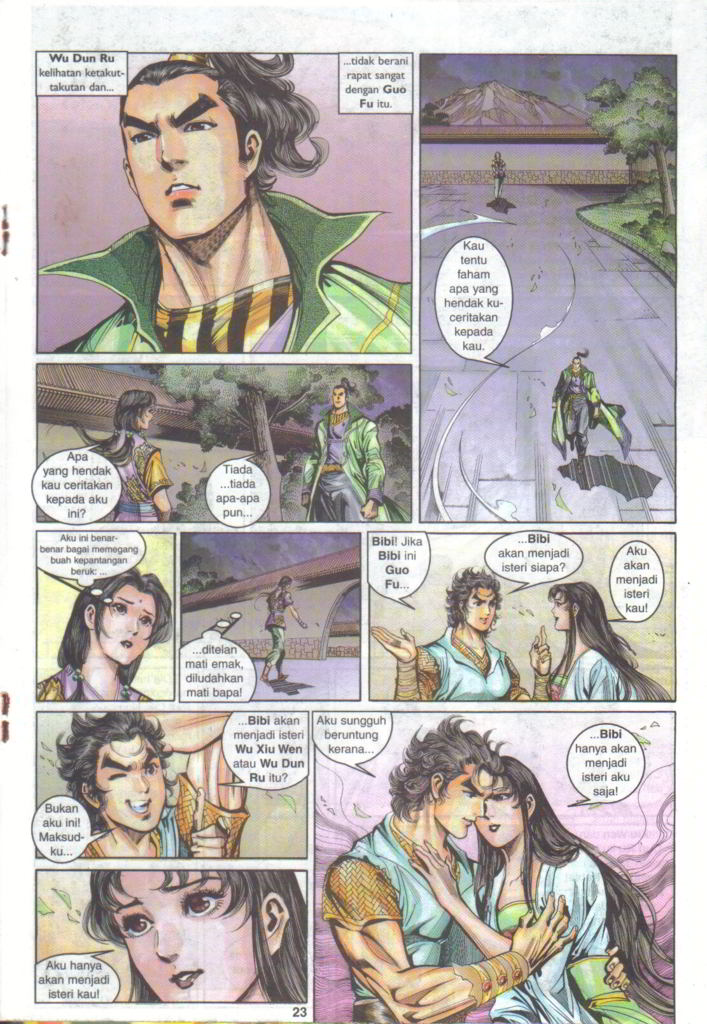 Wu Dun Ru
kelihatan ketakut-
takutan dan...
...tidak berani
rapat sangat
dengan Guo
Fu itu.
Kau
tentu
faham
apa yang
hendak ku-
ceritakan
kepada
kau.
Apa
yang hendak
kau ceritakan
kepada aku
ini?
Tiada
...tiada
apa-apa
pun...
Aku ini benar-
benar bagai memegang
buah kepantangan
beruk: ...
...ditelan
mati emak,
diludahkan
mati bapa!
Bibi! Jika
Bibi ini
Guo
Fu...
...Bibi
akan menjadi
isteri siapa?
Aku
akan
menjadi
isteri
kau!
...Bibi akan
menjadi isteri
Wu Xiu Wen
atau Wu Dun
Ru itu?
Bukan
aku ini!
Maksud-
ku...
Aku hanya
akan menjadi
isteri kau!
Aku sungguh
beruntung
kerana...
...Bibi
hanya akan
menjadi
isteri aku
saja!
23